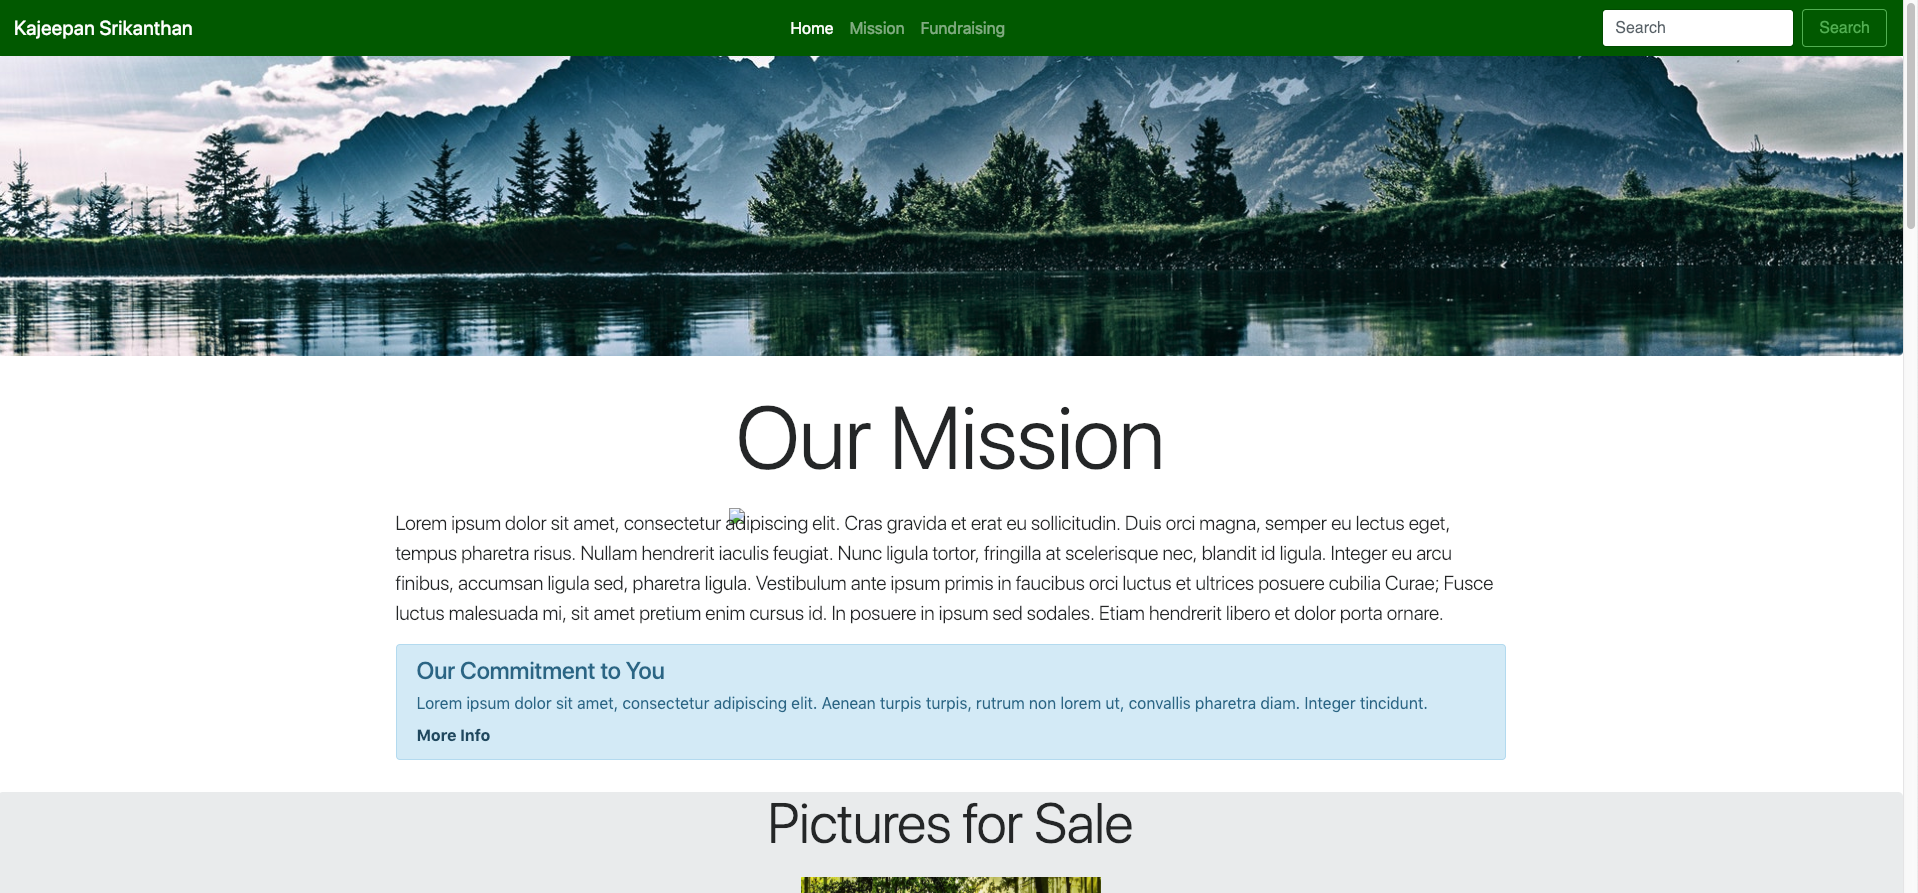 Kajeepan Srikanthan
Home Mission Fundraising
Search Search
Our Mission
Lorem ipsum dolor sit amet, consectetur adipiscing elit. Cras gravida et erat eu sollicitudin. Duis orci magna, semper eu lectus eget,
tempus pharetra risus. Nullam hendrerit iaculis feugiat. Nunc ligula tortor, fringilla at scelerisque nec, blandit id ligula. Integer eu arcu
finibus, accumsan ligula sed, pharetra ligula. Vestibulum ante ipsum primis in faucibus orci luctus et ultrices posuere cubilia Curae; Fusce
luctus malesuada mi, sit amet pretium enim cursus id. In posuere in ipsum sed sodales. Etiam hendrerit libero et dolor porta ornare.
Our Commitment to You
Lorem ipsum dolor sit amet, consectetur adipiscing elit. Aenean turpis turpis, rutrum non lorem ut, convallis pharetra diam. Integer tincidunt.
More Info
Pictures for Sale